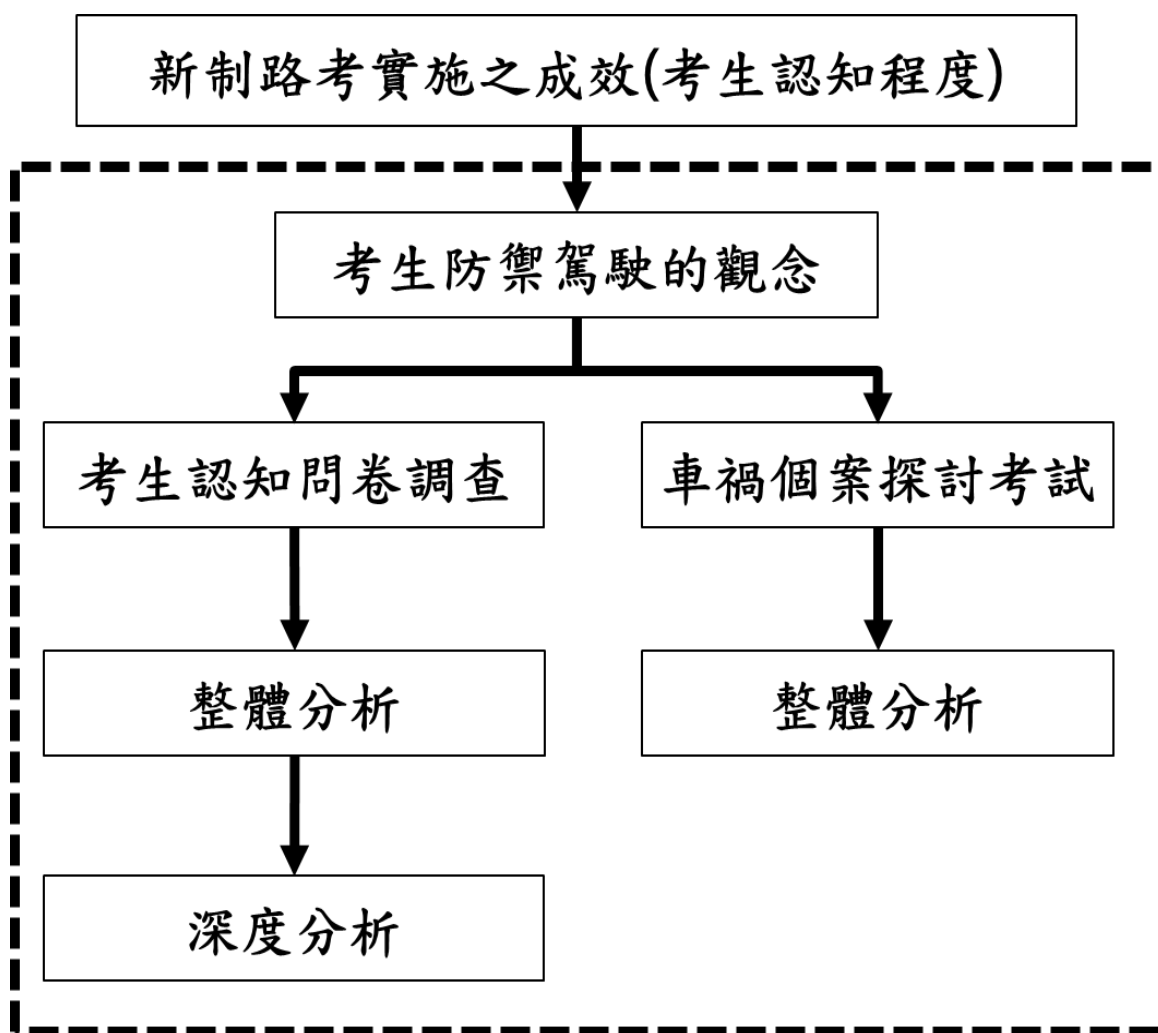 新制路考實施之成效(考生認知程度)
考生防禦駕駛的觀念
考生認知問卷調查
車禍個案探討考試
整體分析
整體分析
深度分析